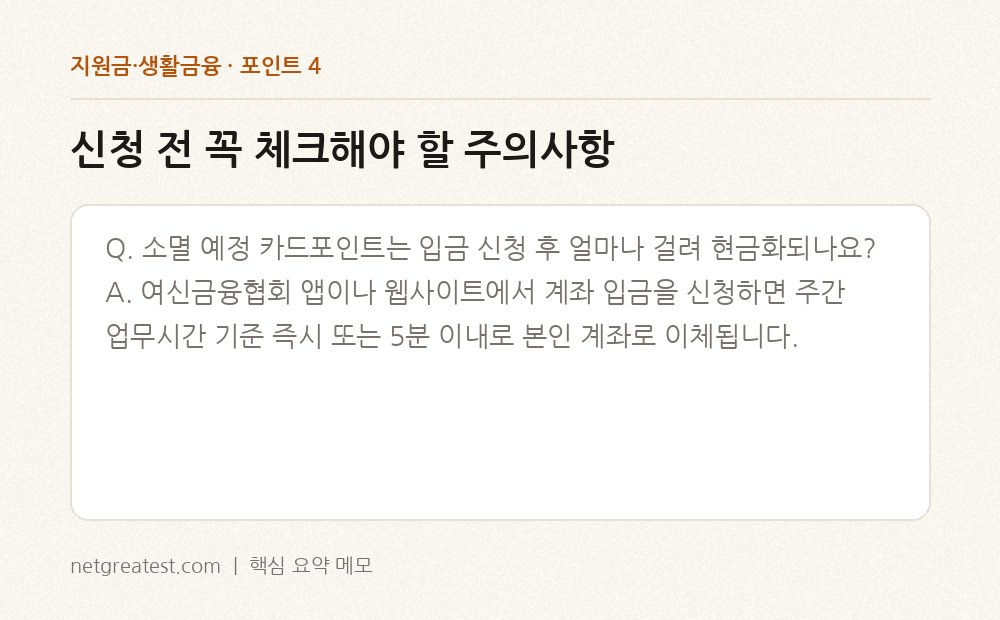 지원금·생활금융 · 포인트 4
신청 전 꼭 체크해야 할 주의사항
Q. 소멸 예정 카드포인트는 입금 신청 후 얼마나 걸려 현금화되나요?
A. 여신금융협회 앱이나 웹사이트에서 계좌 입금을 신청하면 주간
업무시간 기준 즉시 또는 5분 이내로 본인 계좌로 이체됩니다.
netgreatest.com | 핵심 요약 메모